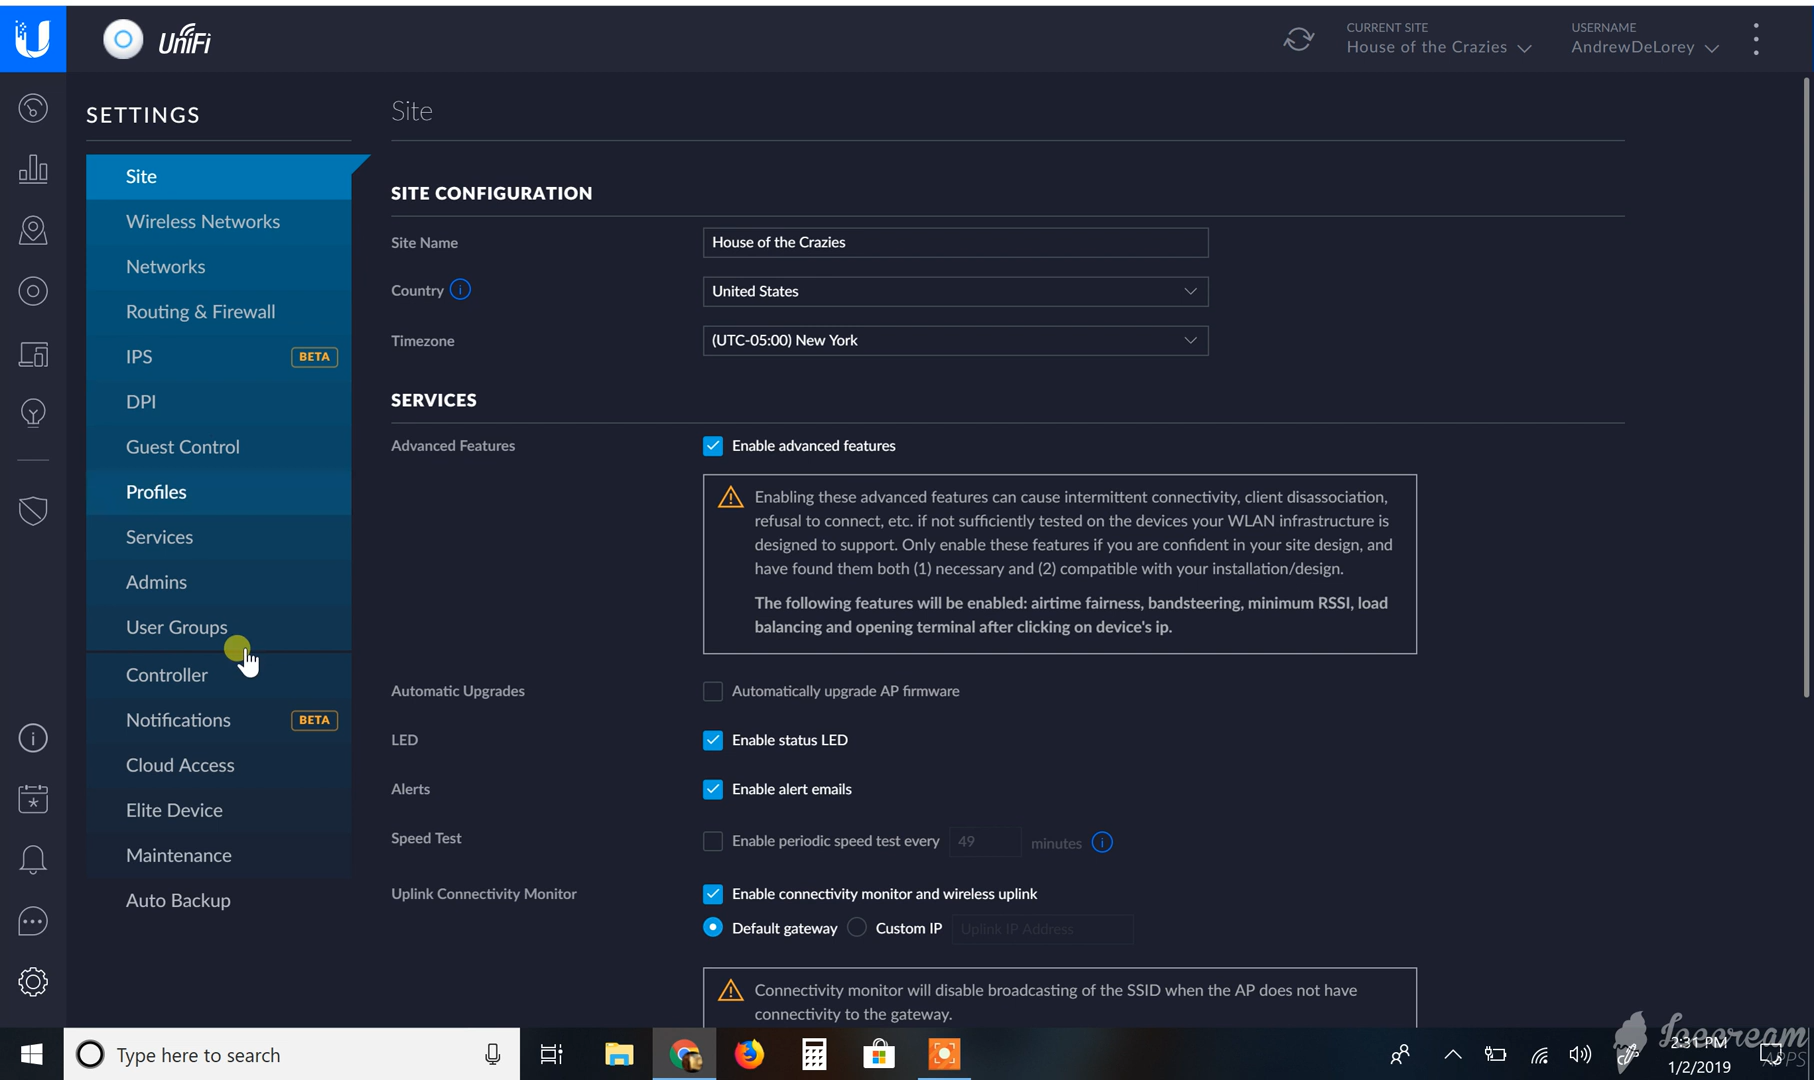 UniFi
CURRENT SITE
House of the Crazies
USERNAME
AndrewDeLorey
SETTINGS
Site
Wireless Networks
Networks
Routing & Firewall
IPS BETA
DPI
Guest Control
Profiles
Services
Admins
User Groups
Controller
Notifications BETA
Cloud Access
Elite Device
Maintenance
Auto Backup
Site
SITE CONFIGURATION
Site Name House of the Crazies
Country United States
Timezone (UTC-05:00) New York
SERVICES
Advanced Features Enable advanced features
Enabling these advanced features can cause intermittent connectivity, client disassociation,
refusal to connect, etc. if not sufficiently tested on the devices your WLAN infrastructure is
designed to support. Only enable these features if you are confident in your site design, and
have found them both (1) necessary and (2) compatible with your installation/design.
The following features will be enabled: airtime fairness, bandsteering, minimum RSSI, load
balancing and opening terminal after clicking on device's ip.
Automatic Upgrades Automatically upgrade AP firmware
LED Enable status LED
Alerts Enable alert emails
Speed Test Enable periodic speed test every 49 minutes
Uplink Connectivity Monitor Enable connectivity monitor and wireless uplink
Default gateway Custom IP Uplink IP Address
Connectivity monitor will disable broadcasting of the SSID when the AP does not have
connectivity to the gateway.
Type here to search
Icecream
APPS
2:31 PM
1/2/2019